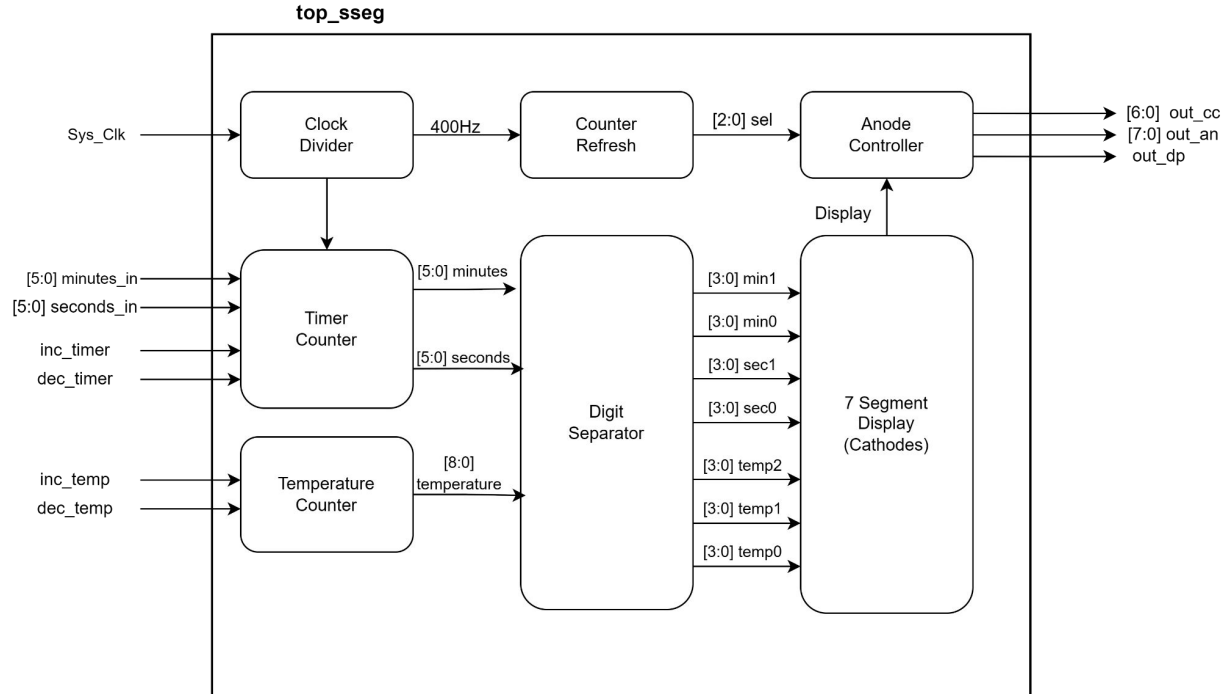 top_sseg
Sys_Clk
Clock
Divider
400Hz
Counter
Refresh
[2:0] sel
Anode
Controller
[6:0] out_cc
[7:0] out_an
out_dp
Display
[5:0] minutes_in
[5:0] seconds_in
inc_timer
dec_timer
Timer
Counter
[5:0] minutes
[5:0] seconds
inc_temp
dec_temp
Temperature
Counter
[8:0]
temperature
Digit
Separator
[3:0] min1
[3:0] min0
[3:0] sec1
[3:0] sec0
[3:0] temp2
[3:0] temp1
[3:0] temp0
7 Segment
Display
(Cathodes)